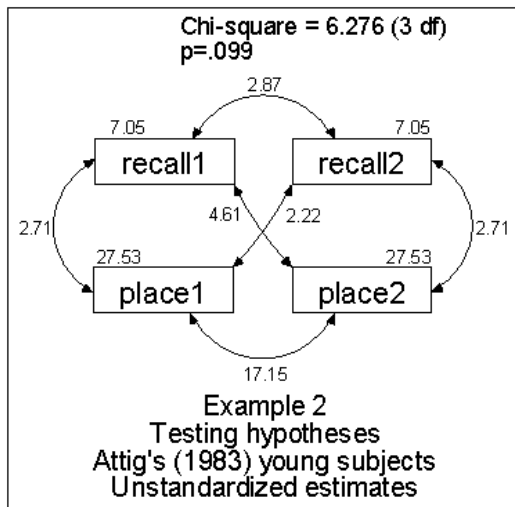 Chi-square = 6.276 (3 df)
p=.099
2.87
7.05
7.05
recall1
recall2
2.71
4.61
2.22
2.71
27.53
27.53
place1
place2
17.15
Example 2
Testing hypotheses
Attig's (1983) young subjects
Unstandardized estimates